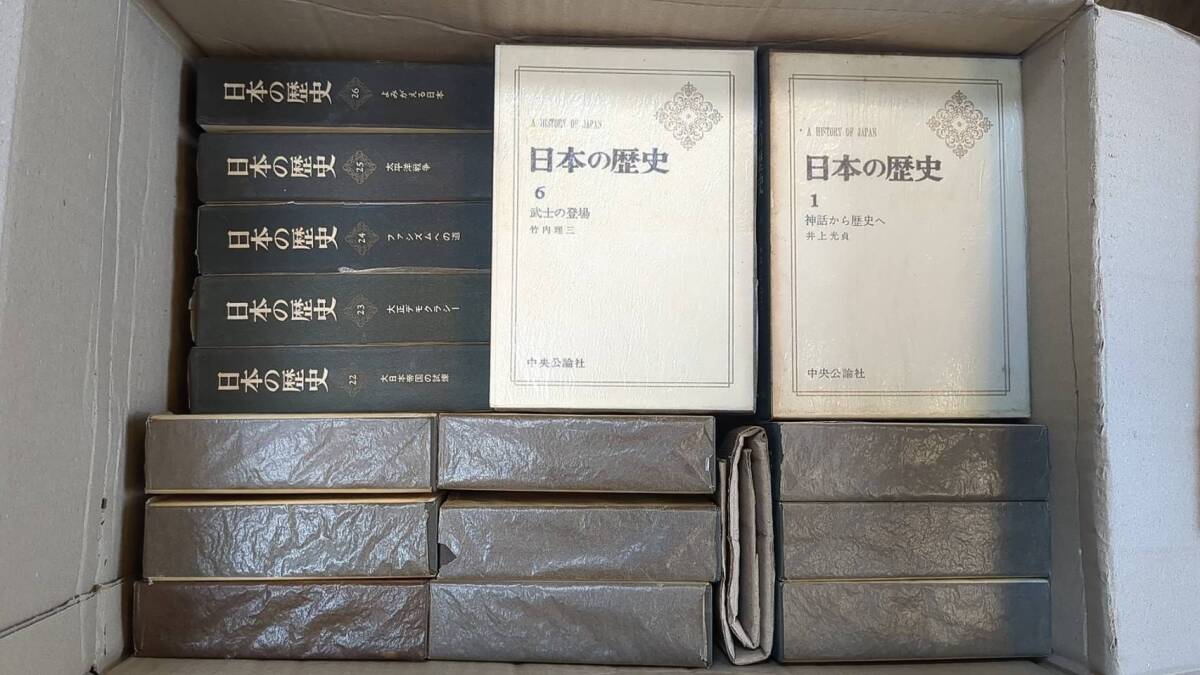 日本の歴史 26 よみがえる日本
日本の歴史 25 太平洋戦争
日本の歴史 24 ファシズムへの道
日本の歴史 23 大正デモクラシー
日本の歴史 22 大日本帝国の試煉
A HISTORY OF JAPAN
日本の歴史
6
武士の登場
竹内理三
中央公論社
A HISTORY OF JAPAN
日本の歴史
1
神話から歴史へ
井上光貞
中央公論社